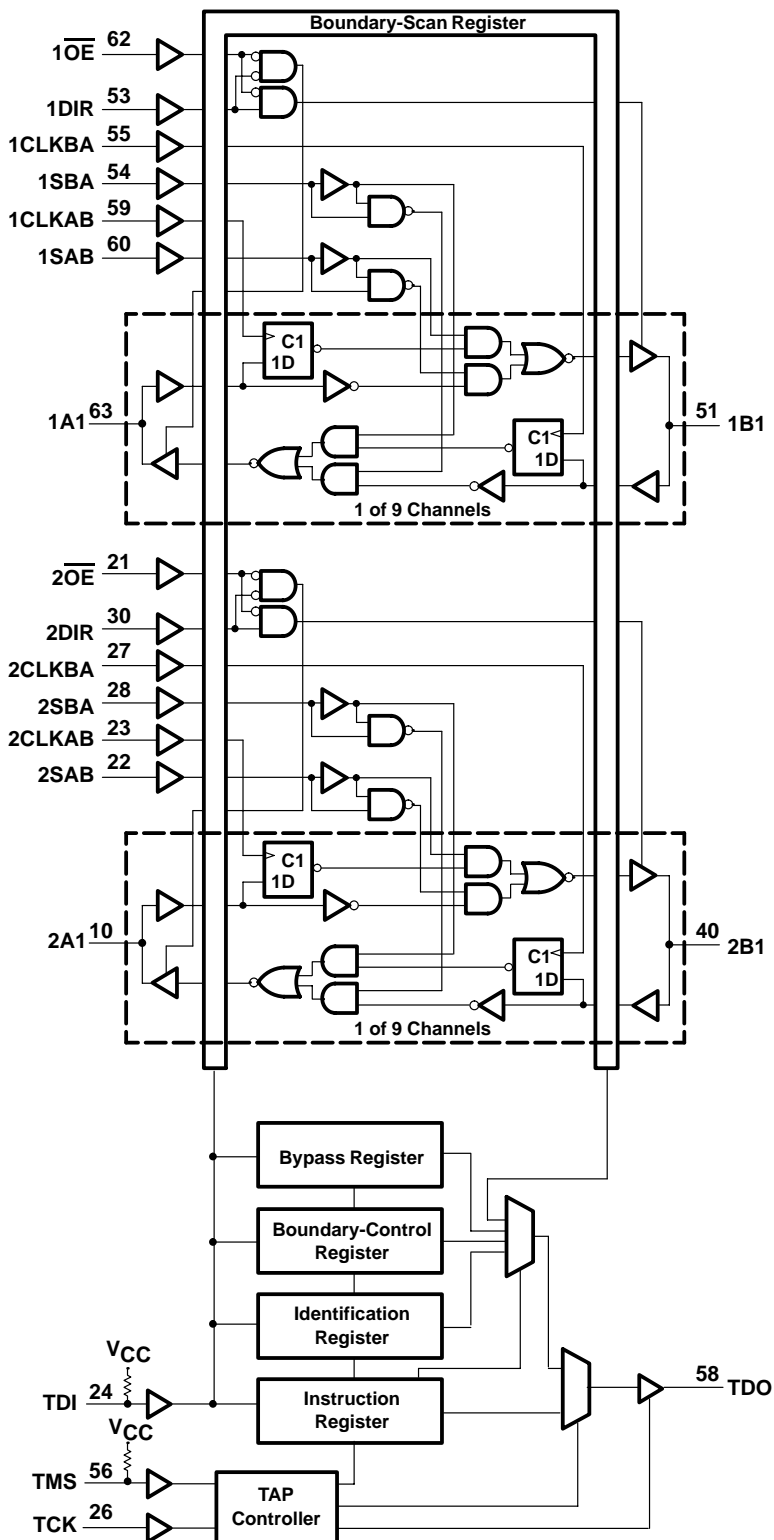 Boundary-Scan Register
1OE 62
1DIR 53
1CLKBA 55
1SBA 54
1CLKAB 59
1SAB 60
C1
1D
1A1 63
51 1B1
C1
1D
1 of 9 Channels
2OE 21
2DIR 30
2CLKBA 27
2SBA 28
2CLKAB 23
2SAB 22
C1
1D
2A1 10
40 2B1
C1
1D
1 of 9 Channels
Bypass Register
Boundary-Control
Register
Identification
Register
VCC
TDI 24
Instruction
Register
58 TDO
VCC
TMS 56
TAP
Controller
TCK 26